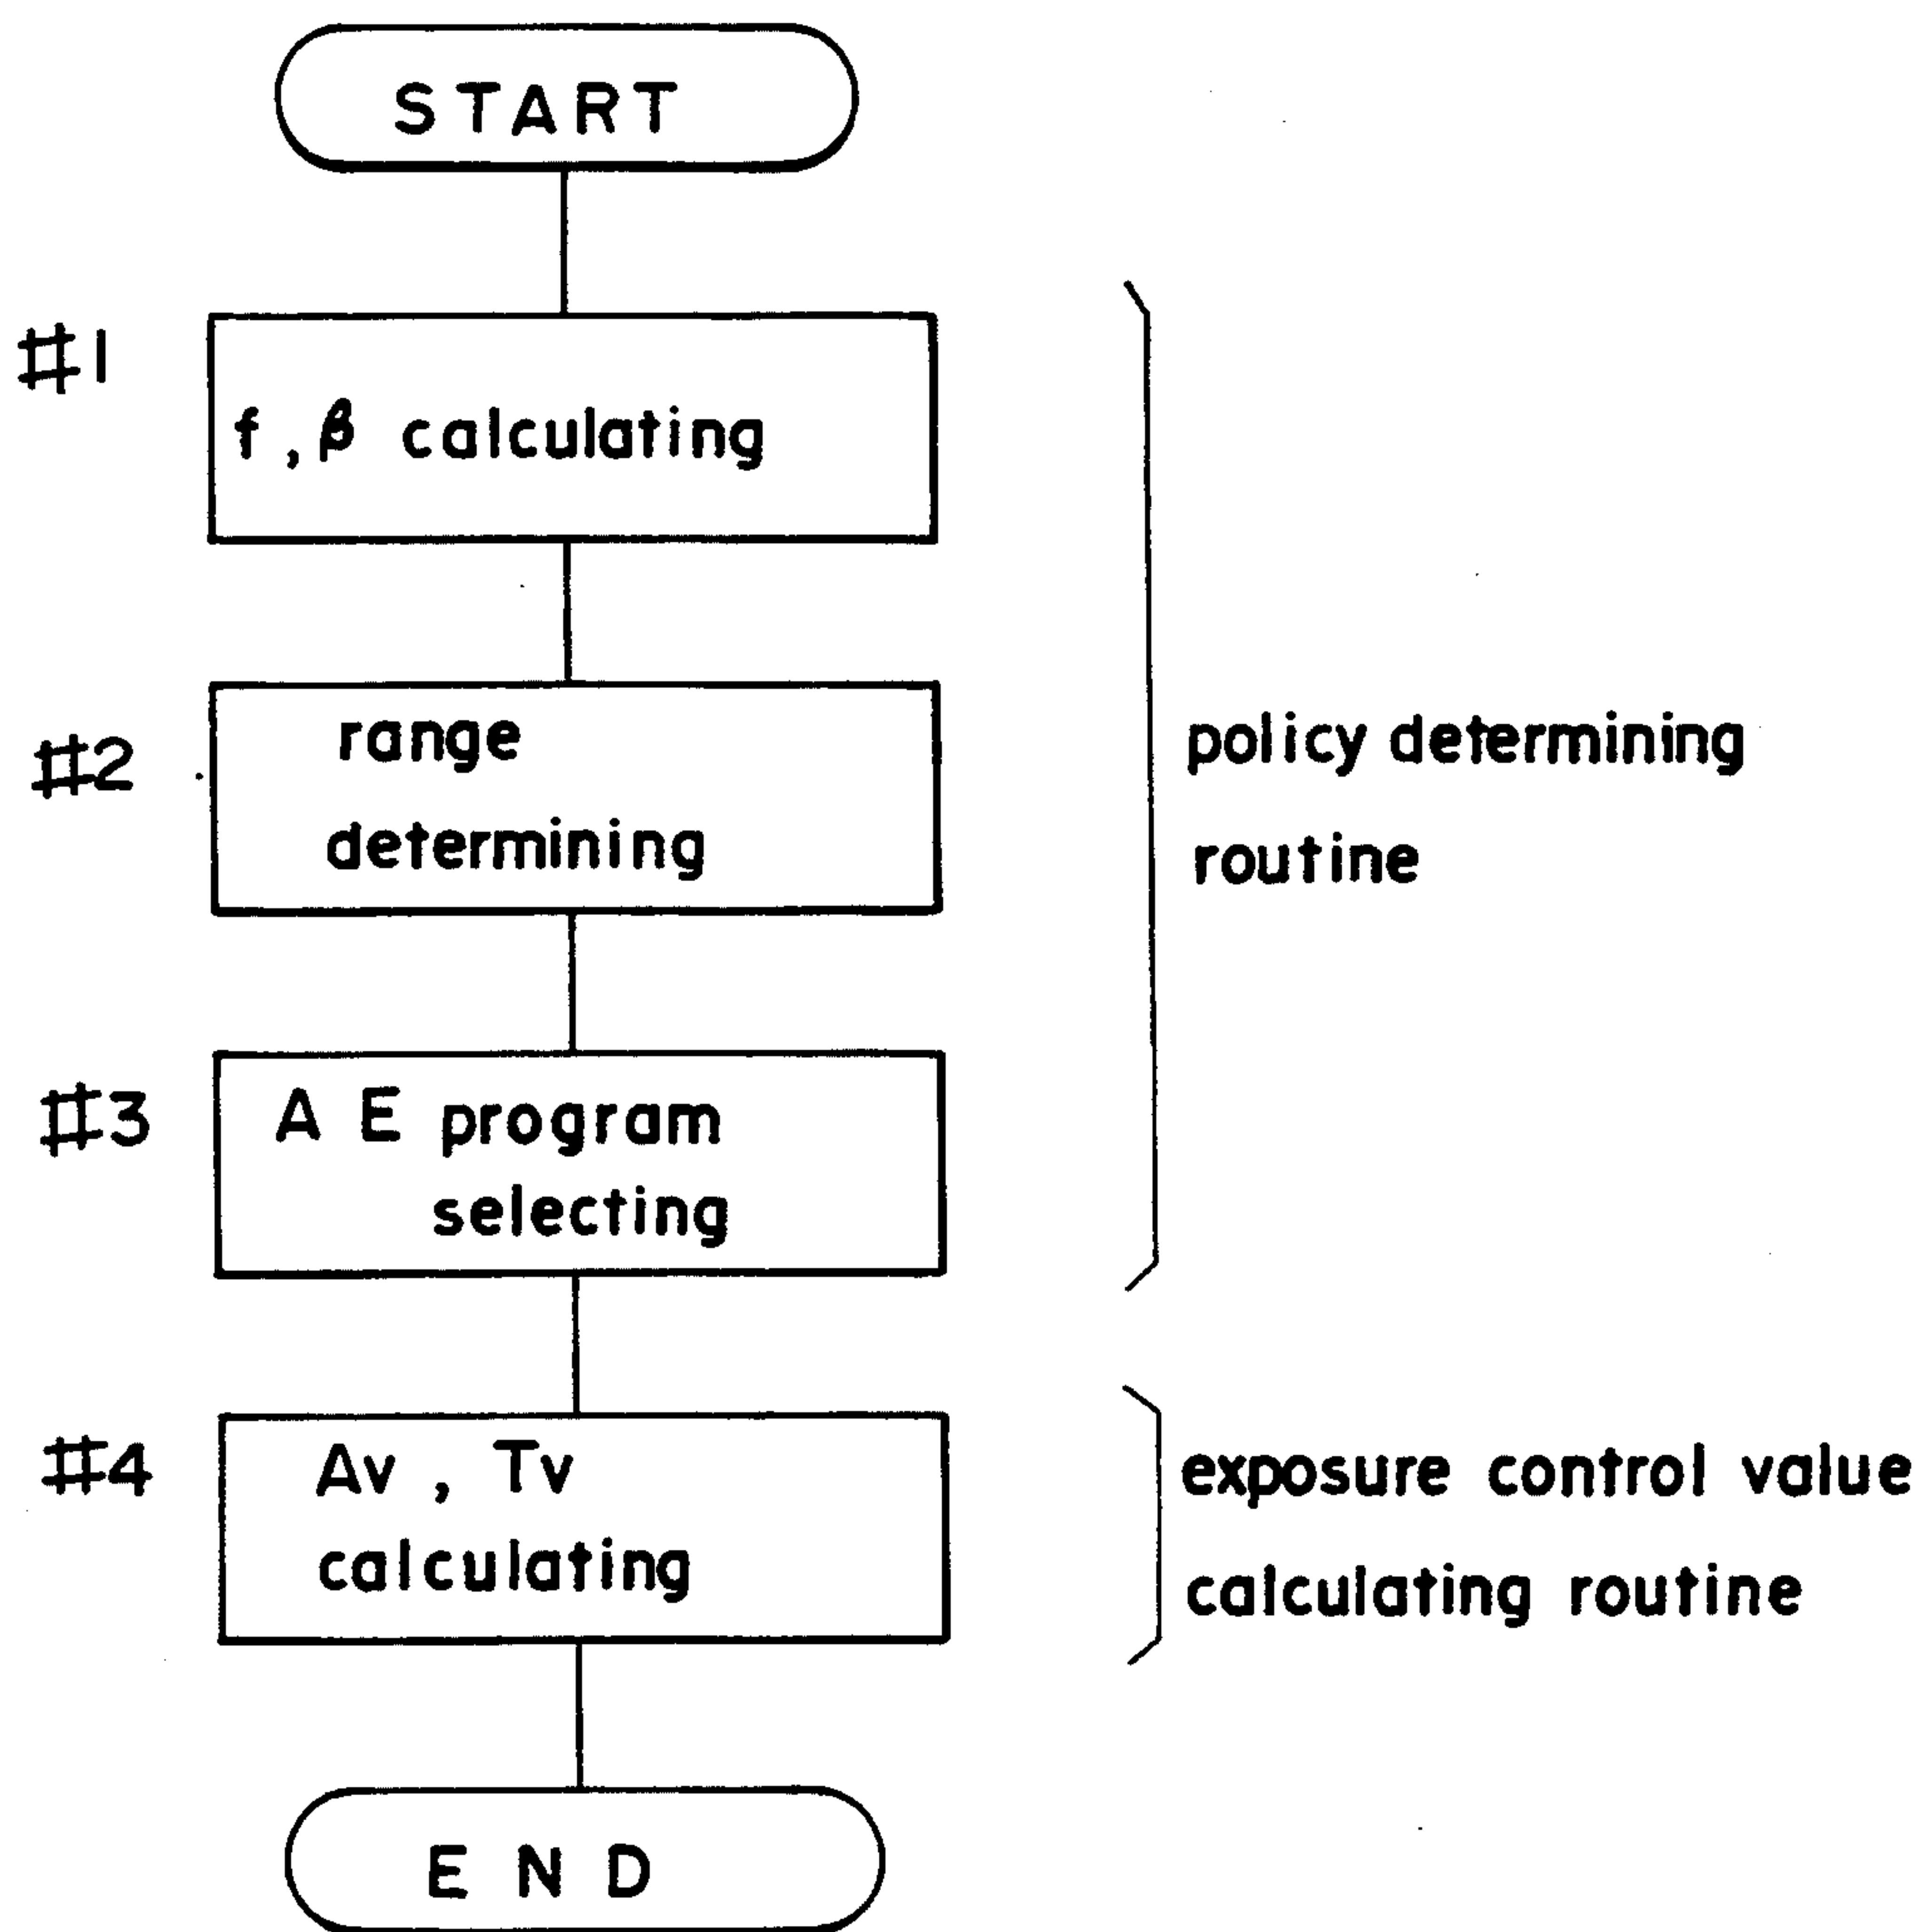 START
#1
f, β calculating
#2
range
determining
policy determining
routine
#3
A E program
selecting
#4
Av, Tv
calculating
exposure control value
calculating routine
END